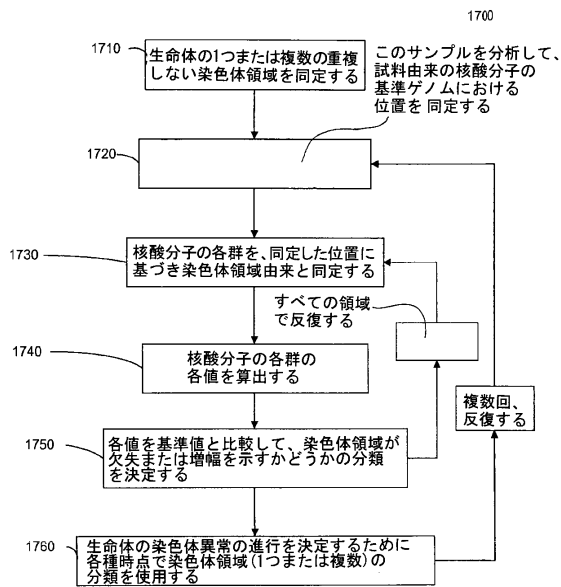 1700
1710
生命体の1つまたは複数の重複
しない染色体領域を同定する
このサンプルを分析して、
試料由来の核酸分子の
基準ゲノムにおける
位置を同定する
1720
1730
核酸分子の各群を、同定した位置に
基づき染色体領域由来と同定する
すべての領域
で反復する
1740
核酸分子の各群の
各値を算出する
複数回、
反復する
1750
各値を基準値と比較して、染色体領域が
欠失または増幅を示すかどうかの分類
を決定する
1760
生命体の染色体異常の進行を決定するために
各種時点で染色体領域(1つまたは複数)の
分類を使用する